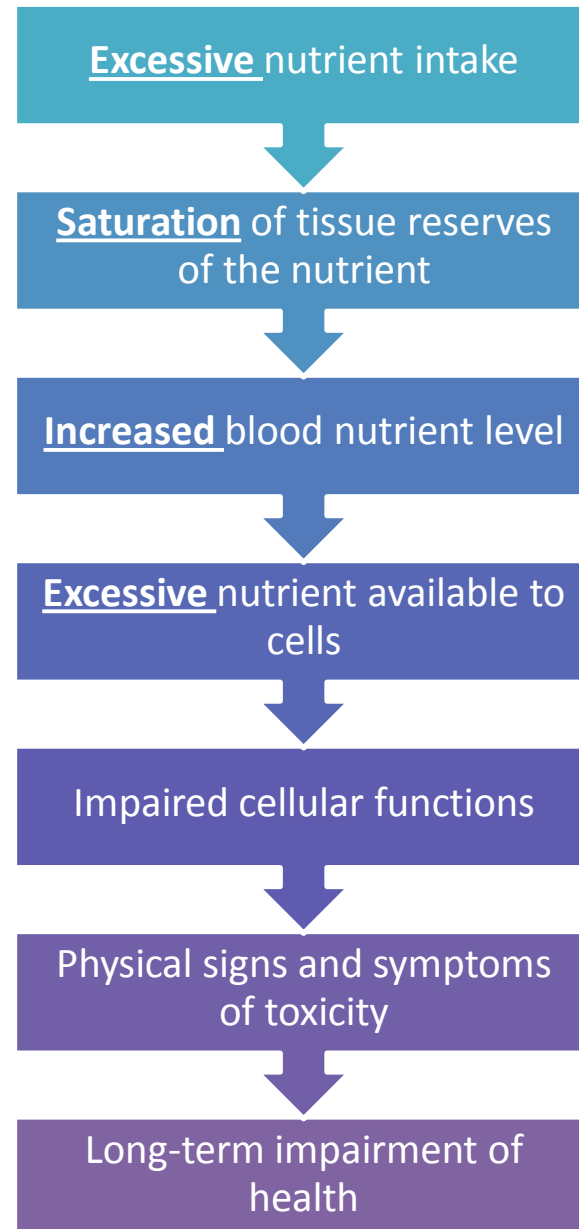 Excessive nutrient intake
Saturation of tissue reserves
of the nutrient
Increased blood nutrient level
Excessive nutrient available to
cells
Impaired cellular functions
Physical signs and symptoms
of toxicity
Long-term impairment of
health